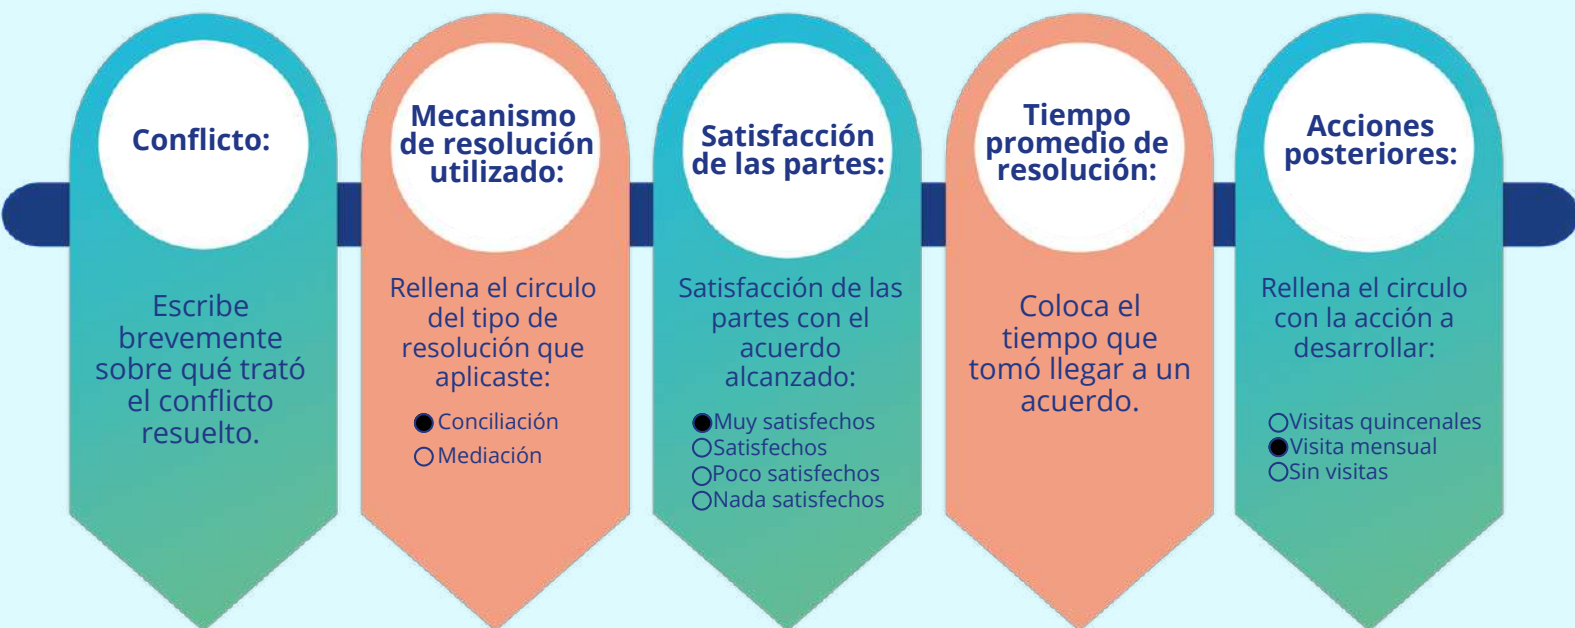 Conflicto:
Escribe
brevemente
sobre qué trató
el conflicto
resuelto.
Mecanismo
de resolución
utilizado:
Rellena el circulo
del tipo de
resolución que
aplicaste:
Conciliación
Mediación
Satisfacción
de las partes:
Satisfacción de las
partes con el
acuerdo
alcanzado:
Muy satisfechos
Satisfechos
Poco satisfechos
Nada satisfechos
Tiempo
promedio de
resolución:
Coloca el
tiempo que
tomó llegar a un
acuerdo.
Acciones
posteriores:
Rellena el circulo
con la acción a
desarrollar:
Visitas quincenales
Visita mensual
Sin visitas